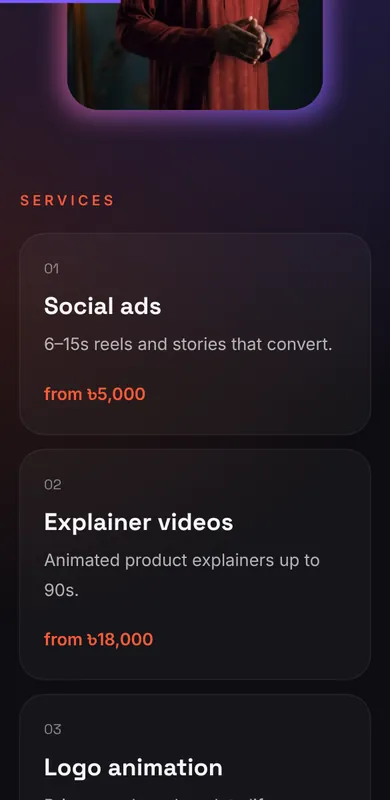 SERVICES
01
Social ads
6–15s reels and stories that convert.
from ৳5,000
02
Explainer videos
Animated product explainers up to
90s.
from ৳18,000
03
Logo animation